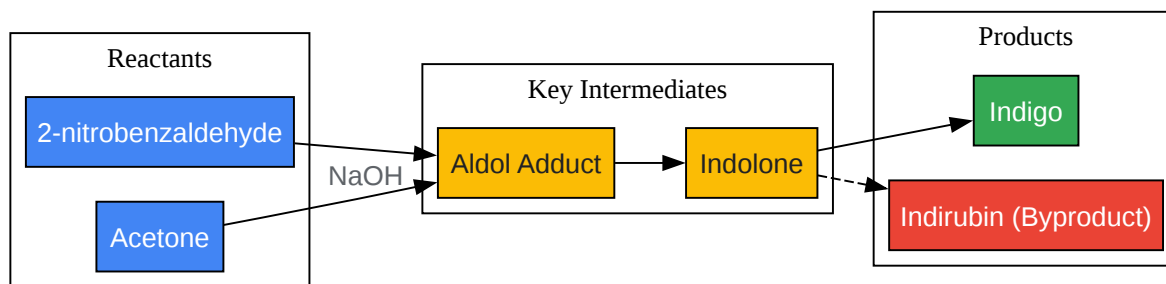 Reactants
2-nitrobenzaldehyde
Acetone
NaOH
Key Intermediates
Aldol Adduct
Indolone
Products
Indigo
Indirubin (Byproduct)